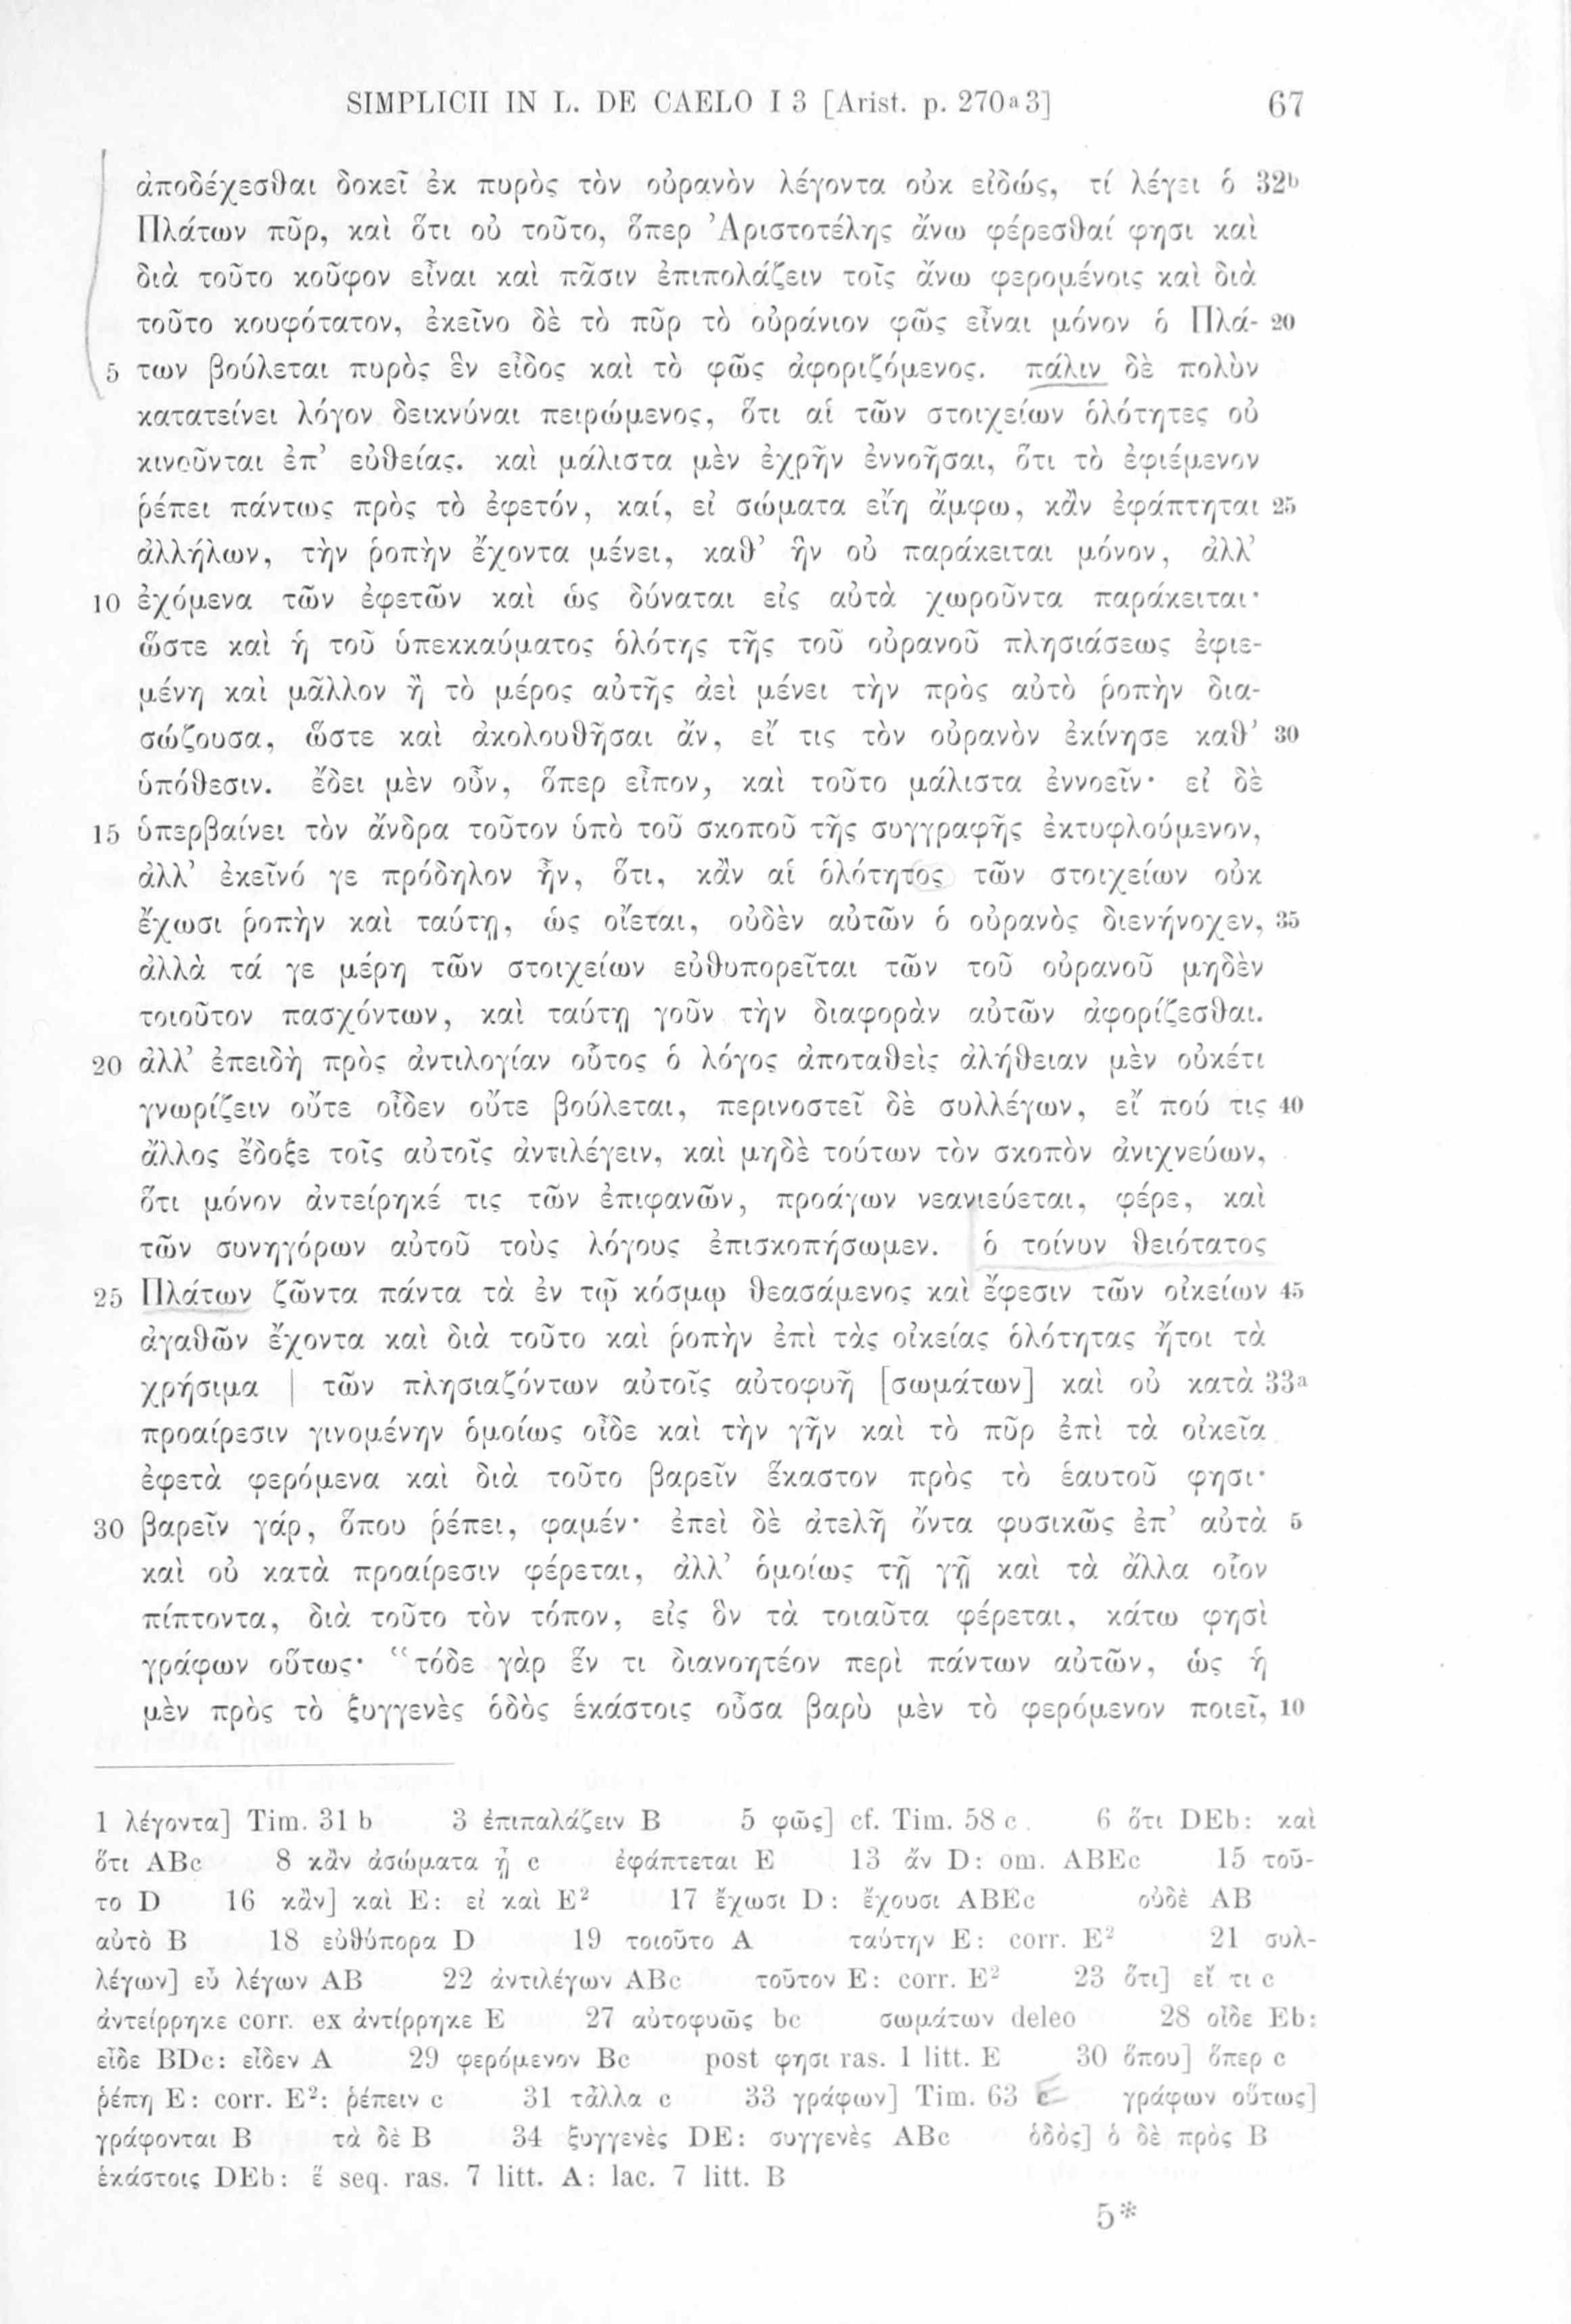 SIMPLICII IN L. DE CAELO I 3 [Arist. p. 270a3] 67
ἀποδέχεσθαι δοκεῖ ἐκ πυρὸς τὸν οὐρανὸν λέγοντα οὐκ εἰδώς, τί λέγει ὁ 32b
Πλάτων πῦρ, καὶ ὅτι οὐ τοῦτο, ὅπερ Ἀριστοτέλης ἄνω φέρεσθαί φησι καὶ
διὰ τοῦτο κοῦφον εἶναι καὶ πᾶσιν ἐπιπολάζειν τοῖς ἄνω φερομένοις καὶ διὰ
τοῦτο κουφότατον, ἐκεῖνο δὲ τὸ πῦρ τὸ οὐράνιον φῶς εἶναι μόνον ὁ Πλά- 20
5 των βούλεται πυρὸς ἓν εἶδος καὶ τὸ φῶς ἀφοριζόμενος. πάλιν δὲ πολὺν
κατατείνει λόγον δεικνύναι πειρώμενος, ὅτι αἱ τῶν στοιχείων ὁλότητες οὐ
κινοῦνται ἐπ’ εὐθείας. καὶ μάλιστα μὲν ἐχρῆν ἐννοῆσαι, ὅτι τὸ ἐφιέμενον
ῥέπει πάντως πρὸς τὸ ἐφετόν, καί, εἰ σώματα εἴη ἄμφω, κἂν ἐφάπτηται 25
ἀλλήλων, τὴν ῥοπὴν ἔχοντα μένει, καθ’ ἣν οὐ παράκειται μόνον, ἀλλ’
10 ἐχόμενα τῶν ἐφετῶν καὶ ὡς δύναται εἰς αὐτὰ χωροῦντα παράκειται·
ὥστε καὶ ἡ τοῦ ὑπεκκαύματος ὁλότης τῆς τοῦ οὐρανοῦ πλησιάσεως ἐφιε-
μένη καὶ μᾶλλον ἢ τὸ μέρος αὐτῆς ἀεὶ μένει τὴν πρὸς αὐτὸ ῥοπὴν δια-
σώζουσα, ὥστε καὶ ἀκολουθῆσαι ἄν, εἴ τις τὸν οὐρανὸν ἐκίνησε καθ’ 30
ὑπόθεσιν. ἔδει μὲν οὖν, ὅπερ εἶπον, καὶ τοῦτο μάλιστα ἐννοεῖν· εἰ δὲ
15 ὑπερβαίνει τὸν ἄνδρα τοῦτον ὑπὸ τοῦ σκοποῦ τῆς συγγραφῆς ἐκτυφλούμενον,
ἀλλ’ ἐκεῖνό γε πρόδηλον ἦν, ὅτι, κἂν αἱ ὁλότητος τῶν στοιχείων οὐκ
ἔχωσι ῥοπὴν καὶ ταύτῃ, ὡς οἴεται, οὐδὲν αὐτῶν ὁ οὐρανὸς διενήνοχεν, 35
ἀλλὰ τά γε μέρη τῶν στοιχείων εὐθυπορεῖται τῶν τοῦ οὐρανοῦ μηδὲν
τοιοῦτον πασχόντων, καὶ ταύτῃ γοῦν τὴν διαφορὰν αὐτῶν ἀφορίζεσθαι.
20 ἀλλ’ ἐπειδὴ πρὸς ἀντιλογίαν οὗτος ὁ λόγος ἀποταθεὶς ἀλήθειαν μὲν οὐκέτι
γνωρίζειν οὔτε οἶδεν οὔτε βούλεται, περινοστεῖ δὲ συλλέγων, εἴ πού τις 40
ἄλλος ἔδοξε τοῖς αὐτοῖς ἀντιλέγειν, καὶ μηδὲ τούτων τὸν σκοπὸν ἀνιχνεύων,
ὅτι μόνον ἀντείρηκέ τις τῶν ἐπιφανῶν, προάγων νεανιεύεται, φέρε, καὶ
τῶν συνηγόρων αὐτοῦ τοὺς λόγους ἐπισκοπήσωμεν. ὁ τοίνυν θειότατος
25 Πλάτων ζῶντα πάντα τὰ ἐν τῷ κόσμῳ θεασάμενος καὶ ἔφεσιν τῶν οἰκείων 45
ἀγαθῶν ἔχοντα καὶ διὰ τοῦτο καὶ ῥοπὴν ἐπὶ τὰς οἰκείας ὁλότητας ἤτοι τὰ
χρήσιμα | τῶν πλησιαζόντων αὐτοῖς αὐτοφυῆ [σωμάτων] καὶ οὐ κατὰ 33a
προαίρεσιν γινομένην ὁμοίως οἶδε καὶ τὴν γῆν καὶ τὸ πῦρ ἐπὶ τὰ οἰκεῖα
ἐφετὰ φερόμενα καὶ διὰ τοῦτο βαρεῖν ἕκαστον πρὸς τὸ ἑαυτοῦ φησι·
30 βαρεῖν γάρ, ὅπου ῥέπει, φαμέν· ἐπεὶ δὲ ἀτελῆ ὄντα φυσικῶς ἐπ’ αὐτὰ 5
καὶ οὐ κατὰ προαίρεσιν φέρεται, ἀλλ’ ὁμοίως τῇ γῇ καὶ τὰ ἄλλα οἷον
πίπτοντα, διὰ τοῦτο τὸν τόπον, εἰς ὃν τὰ τοιαῦτα φέρεται, κάτω φησὶ
γράφων οὕτως· “τόδε γὰρ ἕν τι διανοητέον περὶ πάντων αὐτῶν, ὡς ἡ
μὲν πρὸς τὸ ξυγγενὲς ὁδὸς ἑκάστοις οὖσα βαρὺ μὲν τὸ φερόμενον ποιεῖ, 10
1 λέγοντα] Tim. 31 b 3 ἐπιπαλάζειν B 5 φῶς] cf. Tim. 58 c 6 ὅτι DEb: καὶ
ὅτι ABc 8 κἂν ἀσώματα ᾖ c ἐφάπτεται E 13 ἄν D: om. ABEc 15 τοῦ-
το D 16 κἂν] καὶ E: εἰ καὶ E² 17 ἔχωσι D: ἔχουσι ABEc οὐδὲ AB
αὐτὸ B 18 εὐθύπορα D 19 τοιοῦτο A ταύτην E: corr. E² 21 συλ-
λέγων] εὖ λέγων AB 22 ἀντιλέγων ABc τοῦτον E: corr. E² 23 ὅτι] εἴ τι c
ἀντείρρηκε corr. ex ἀντίρρηκε E 27 αὐτοφυῶς bc σωμάτων deleo 28 οἶδε Eb:
εἶδε BDc: εἶδεν A 29 φερόμενον Bc post φησι ras. 1 litt. E 30 ὅπου] ὅπερ c
ῥέπη E: corr. E²: ῥέπειν c 31 τἆλλα c 33 γράφων] Tim. 63 E γράφων οὕτως]
γράφονται B τὰ δὲ B 34 ξυγγενὲς DE: συγγενὲς ABc ὁδὸς] ὁ δὲ πρὸς B
ἑκάστοις DEb: ἕ seq. ras. 7 litt. A: lac. 7 litt. B
5*